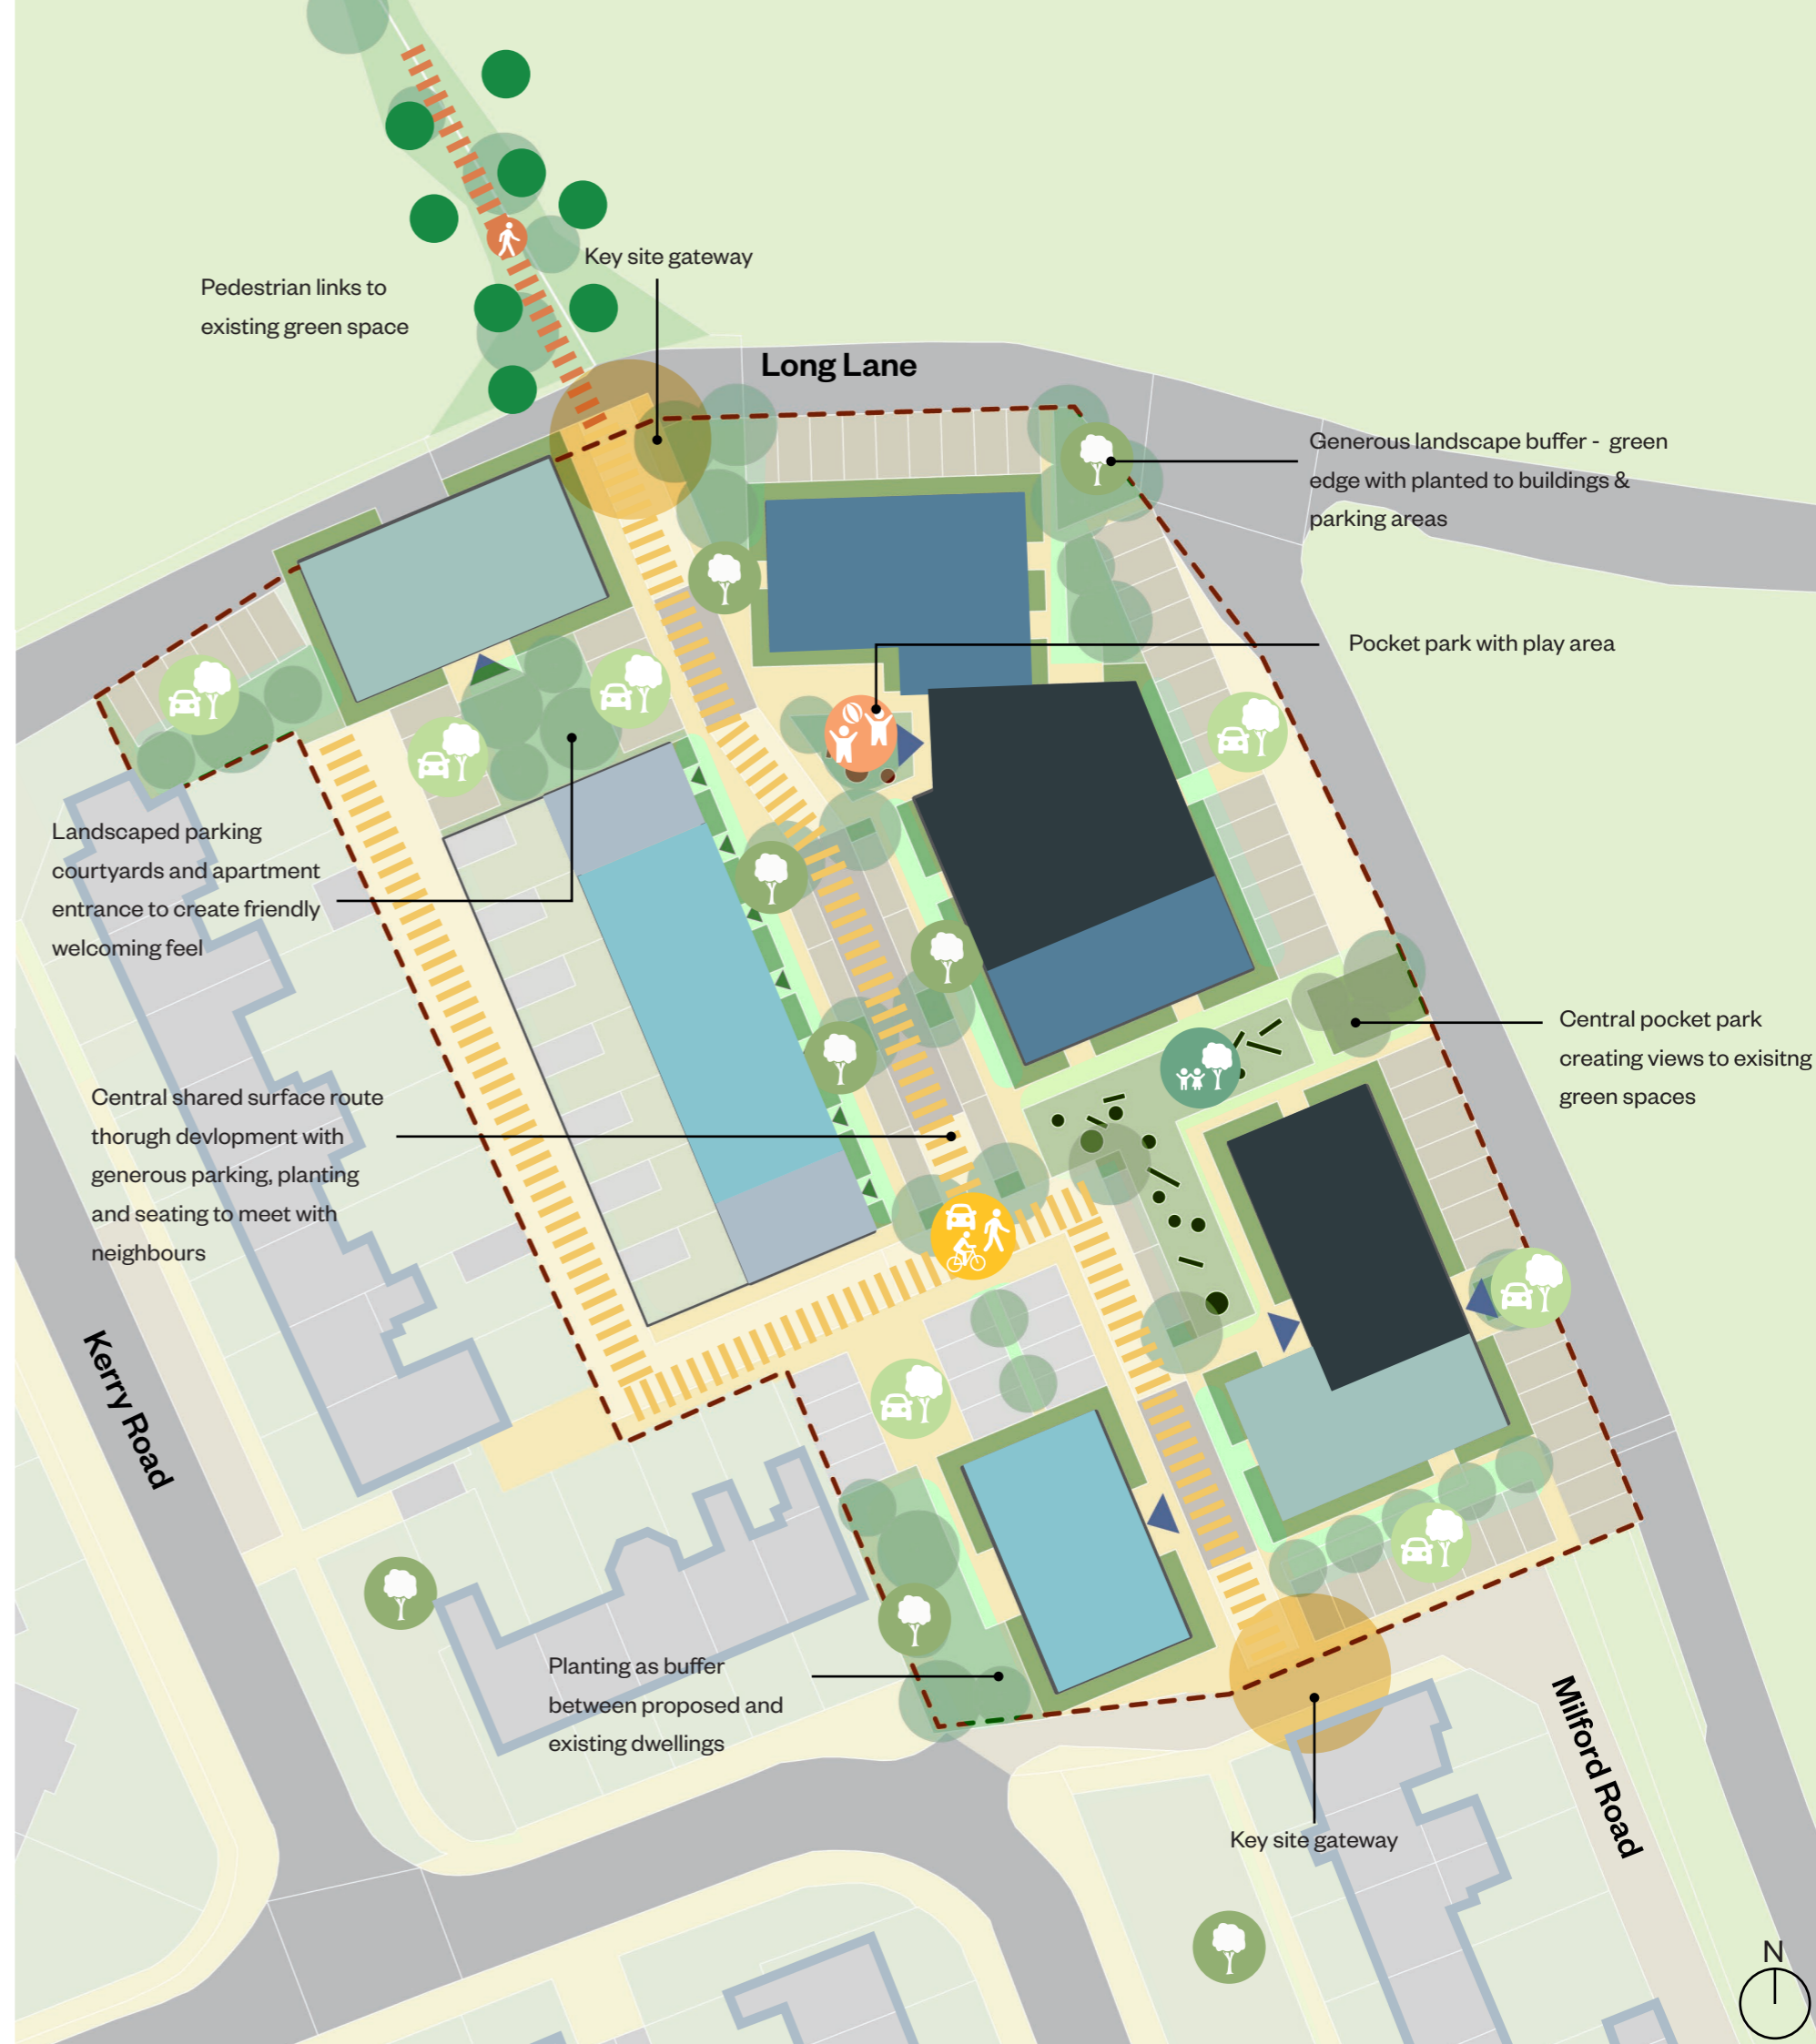 Key site gateway
Pedestrian links to
existing green space
Long Lane
Generous landscape buffer - green
edge with planted to buildings &
parking areas
Pocket park with play area
Landscaped parking
courtyards and apartment
entrance to create friendly
welcoming feel
Central pocket park
creating views to exisitng
green spaces
Central shared surface route
thorugh devlopment with
generous parking, planting
and seating to meet with
neighbours
Kerry Road
Planting as buffer
between proposed and
existing dwellings
Milford Road
Key site gateway
N